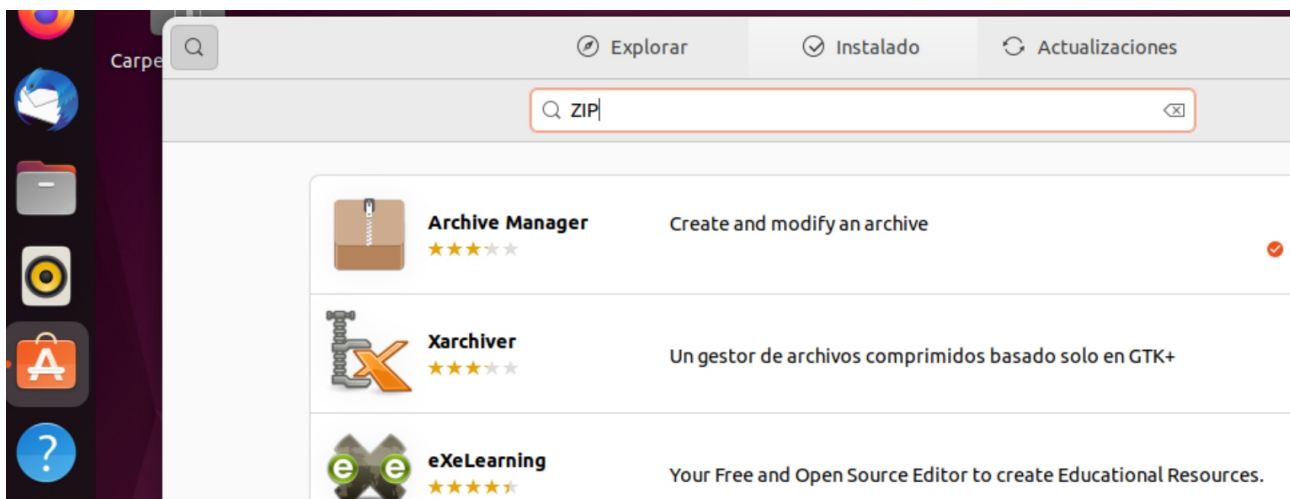 Carpe
Explorar
Instalado
Actualizaciones
ZIP
Archive Manager
Create and modify an archive
Xarchiver
Un gestor de archivos comprimidos basado solo en GTK+
eXeLearning
Your Free and Open Source Editor to create Educational Resources.